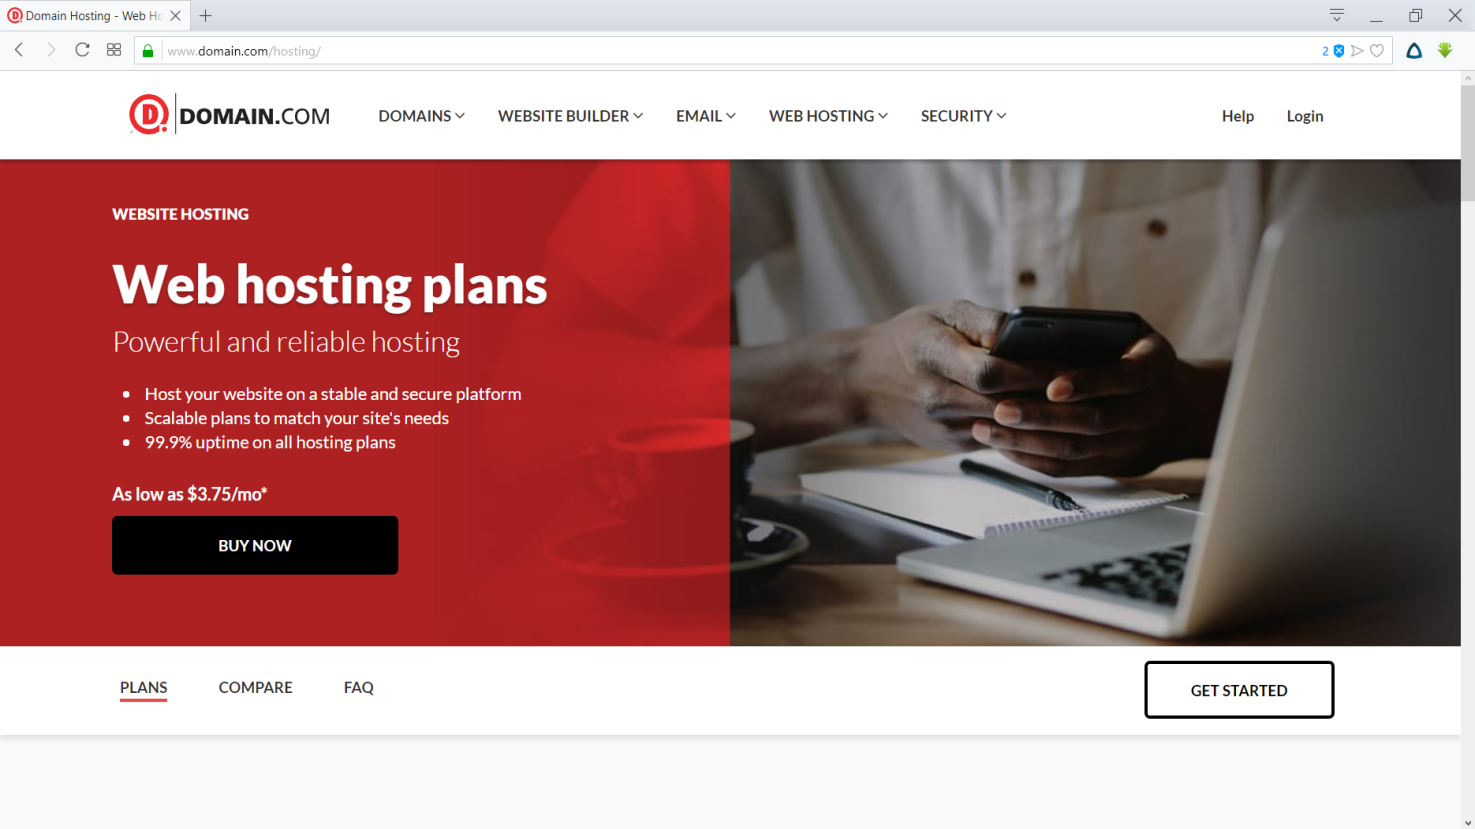 Domain Hosting - Web Ho
www.domain.com/hosting/
2
D DOMAIN.COM
DOMAINS
WEBSITE BUILDER
EMAIL
WEB HOSTING
SECURITY
Help
Login
WEBSITE HOSTING
Web hosting plans
Powerful and reliable hosting
Host your website on a stable and secure platform
Scalable plans to match your site's needs
99.9% uptime on all hosting plans
As low as $3.75/mo*
BUY NOW
PLANS
COMPARE
FAQ
GET STARTED